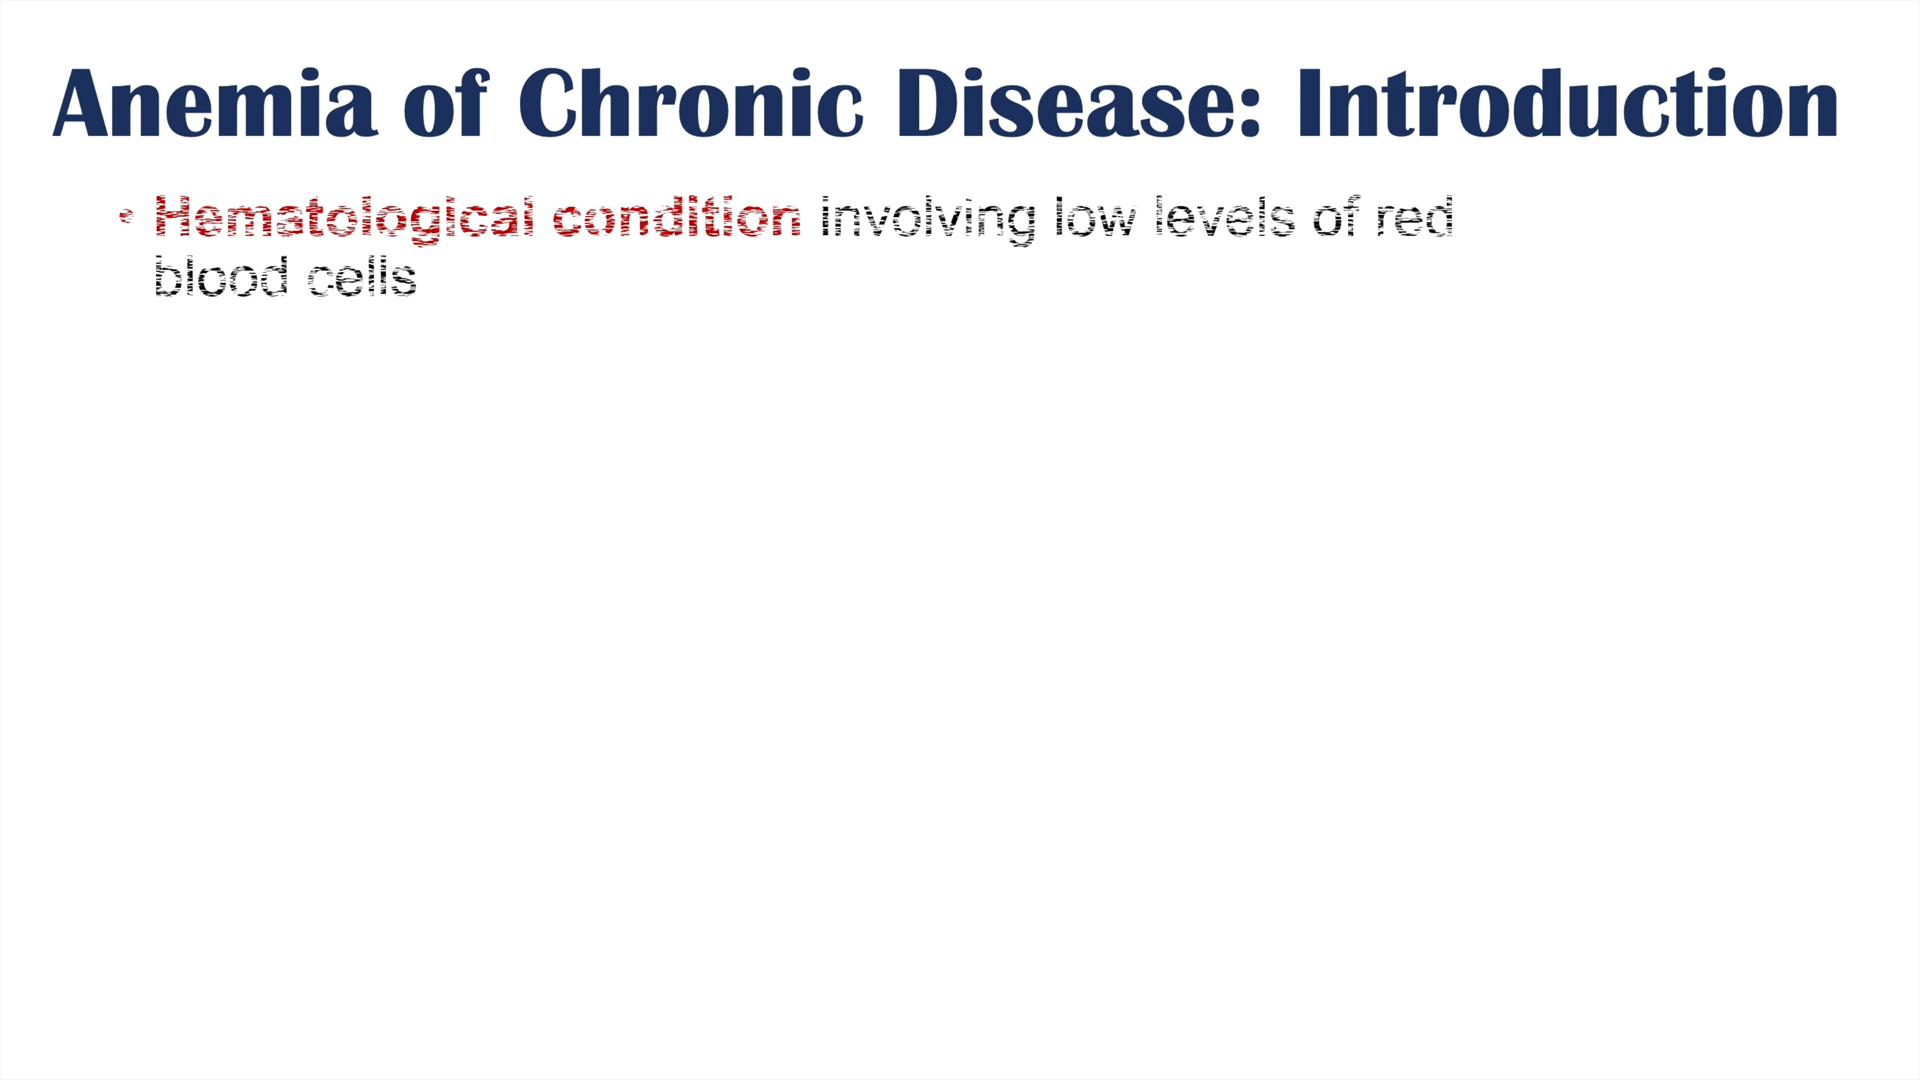 Anemia of Chronic Disease: Introduction
• Hematological condition involving low levels of red
blood cells